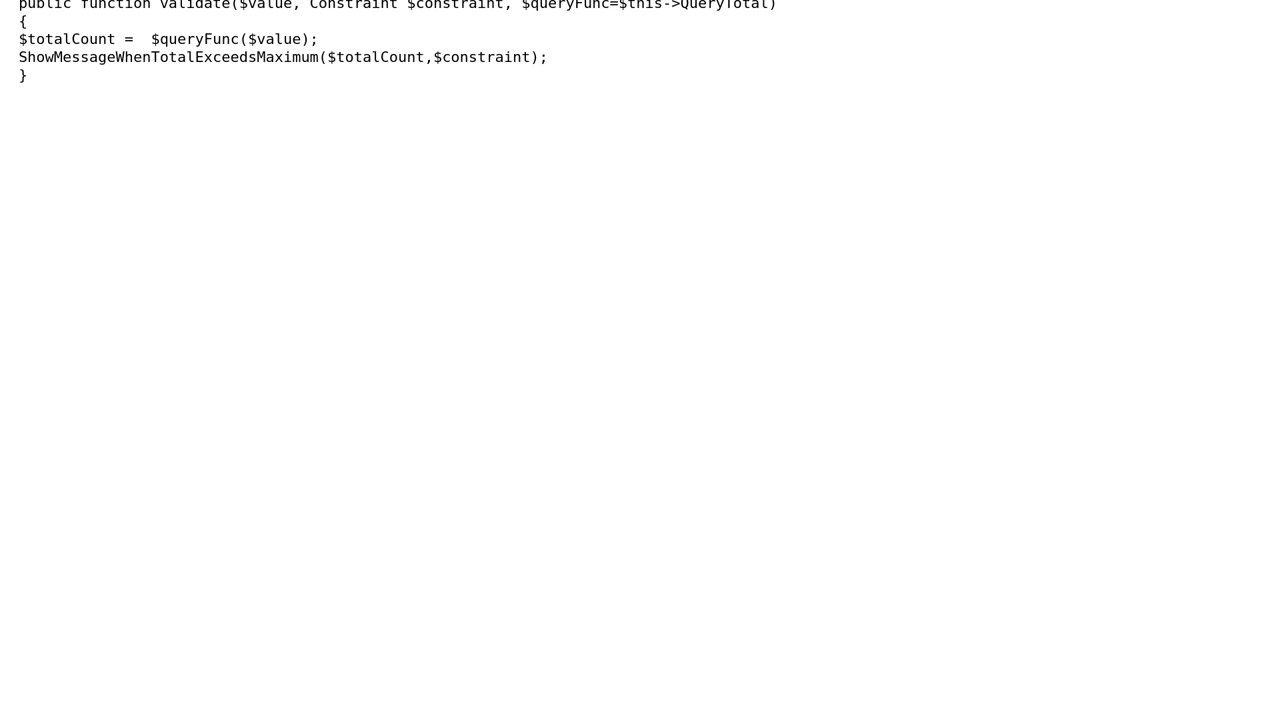 public function validate($value, Constraint $constraint, $queryFunc=$this->QueryTotal)
{
$totalCount =  $queryFunc($value);
ShowMessageWhenTotalExceedsMaximum($totalCount,$constraint);
}